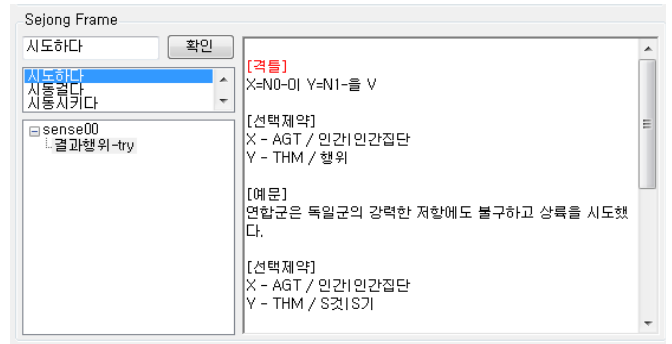 Sejong Frame
시도하다
확인
시도하다
시동걸다
시동시키다
sense00
결과행위-try
[격틀]
X=N0-이 Y=N1-을 V
[선택제약]
X - AGT / 인간|인간집단
Y - THM / 행위
[예문]
연합군은 독일군의 강력한 저항에도 불구하고 상륙을 시도했
다.
[선택제약]
X - AGT / 인간|인간집단
Y - THM / S것|S기